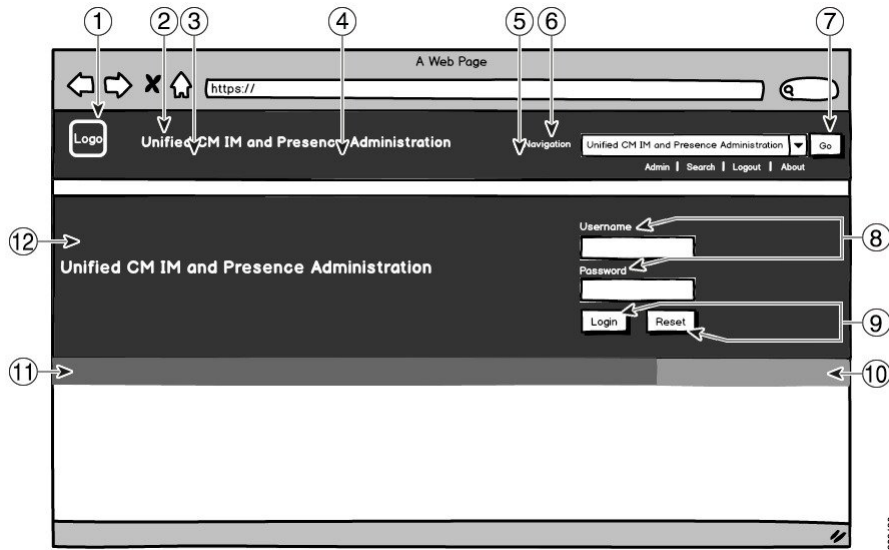 1 2 3 4 5 6 7
A Web Page
https://
Logo
Unified CM IM and Presence Administration
Navigation
Unified CM IM and Presence Administration
Go
Admin | Search | Logout | About
12
Unified CM IM and Presence Administration
Username
8
Password
Login Reset
9
11
10